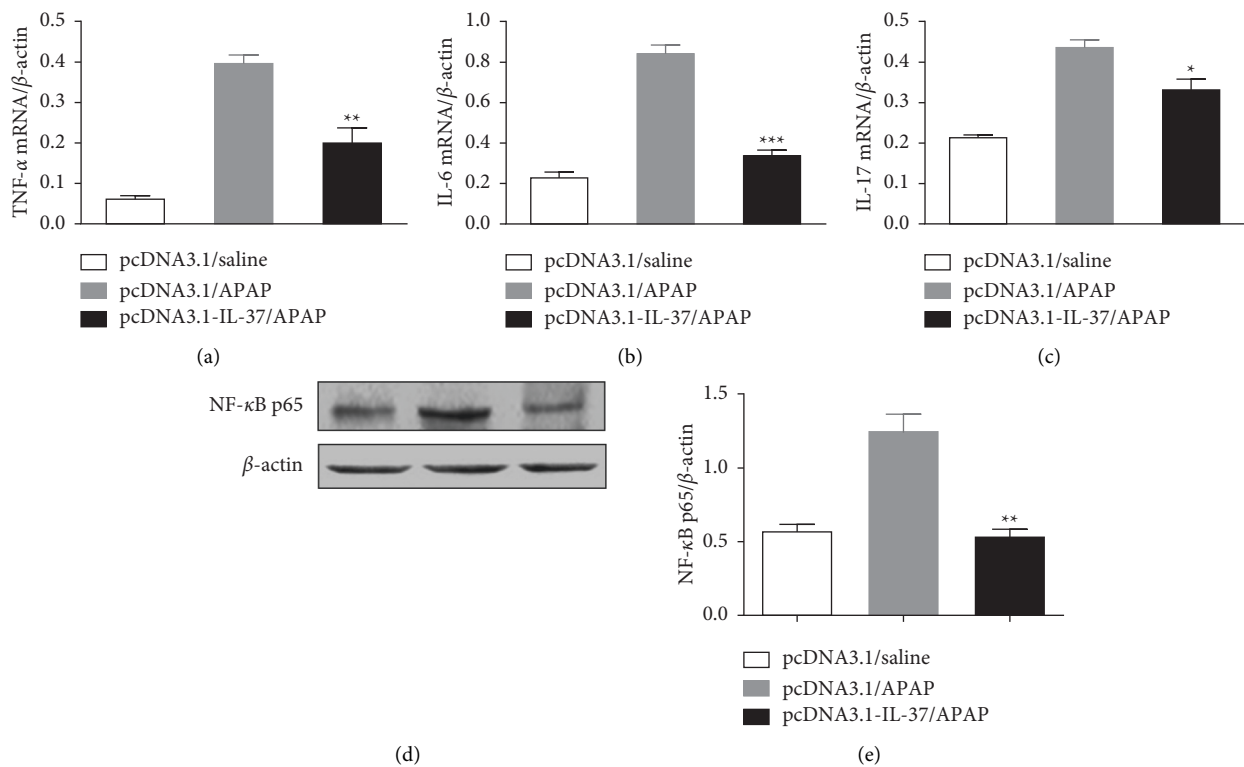 TNF-α mRNA/β-actin
0.5
0.4
0.3
0.2
0.1
0.0
**
pcDNA3.1/saline
pcDNA3.1/APAP
pcDNA3.1-IL-37/APAP
(a)
IL-6 mRNA/β-actin
1.0
0.8
0.6
0.4
0.2
0.0
***
pcDNA3.1/saline
pcDNA3.1/APAP
pcDNA3.1-IL-37/APAP
(b)
IL-17 mRNA/β-actin
0.5
0.4
0.3
0.2
0.1
0.0
*
pcDNA3.1/saline
pcDNA3.1/APAP
pcDNA3.1-IL-37/APAP
(c)
NF-κB p65
β-actin
(d)
NF-κB p65/β-actin
1.5
1.0
0.5
0.0
**
pcDNA3.1/saline
pcDNA3.1/APAP
pcDNA3.1-IL-37/APAP
(e)